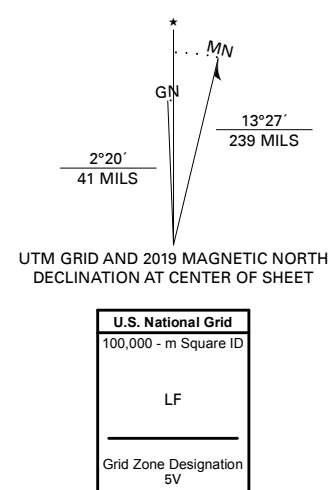 ★
MN
GN
13°27´
239 MILS
2°20´
41 MILS
UTM GRID AND 2019 MAGNETIC NORTH
DECLINATION AT CENTER OF SHEET
U.S. National Grid
100,000 - m Square ID
LF
Grid Zone Designation
5V